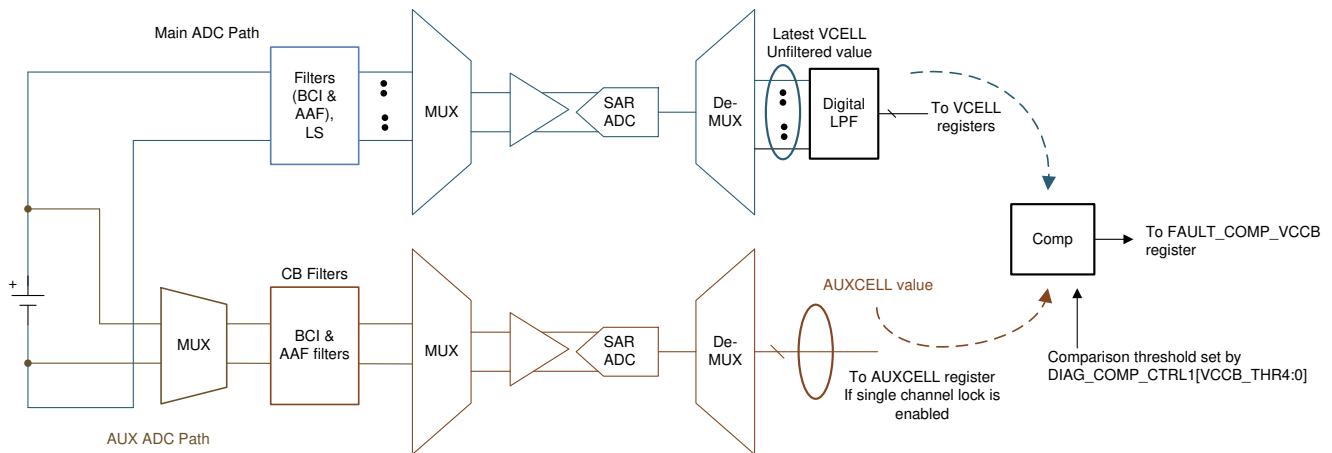 Main ADC Path
Latest VCELL
Unfiltered value
Filters
(BCI &
AAF),
LS
MUX
SAR
ADC
De-
MUX
Digital
LPF
To VCELL
registers
Comp
To FAULT_COMP_VCCB
register
+
CB Filters
MUX
BCI &
AAF filters
MUX
SAR
ADC
De-
MUX
AUXCELL value
To AUXCELL register
If single channel lock is
enabled
Comparison threshold set by
DIAG_COMP_CTRL1[VCCB_THR4:0]
AUX ADC Path